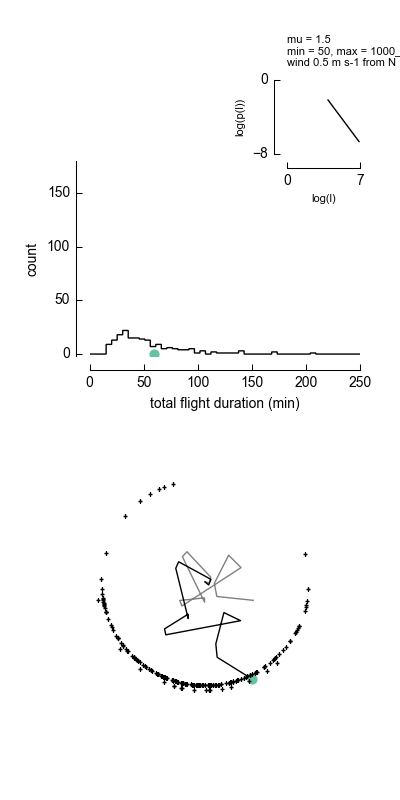 mu = 1.5
min = 50, max = 1000_
wind 0.5 m s-1 from N
0
log(p(l))
−8
0
7
log(l)
150
100
count
50
0
0
50
100
150
200
250
total flight duration (min)